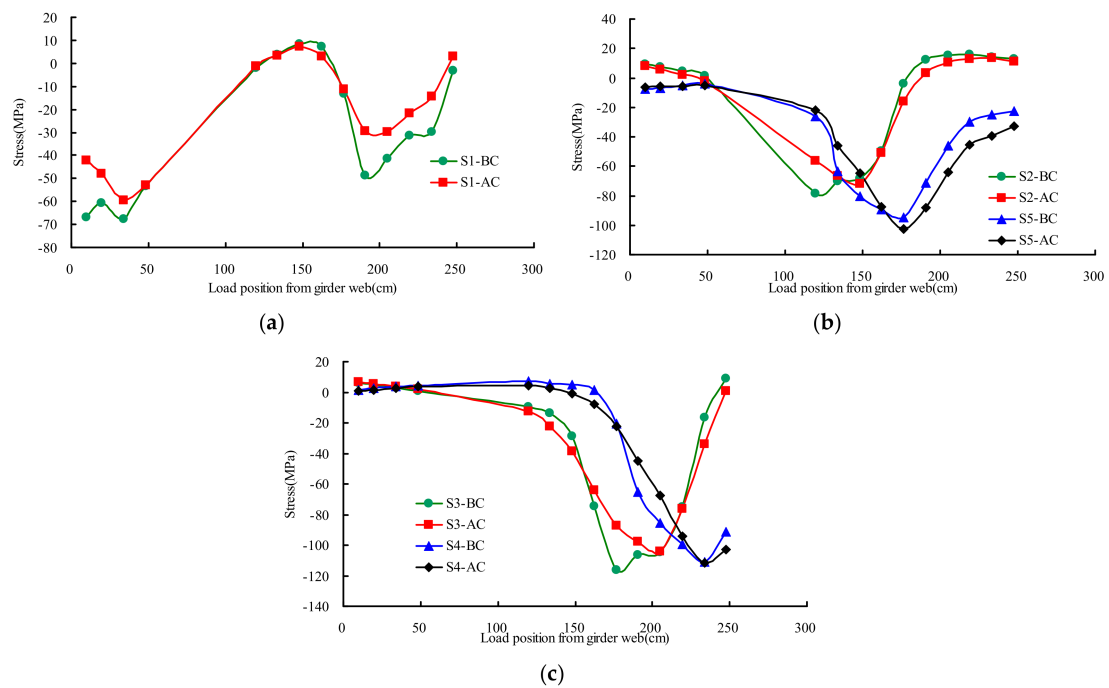 20
10
0
-10
-20
-30
-40
-50
-60
-70
-80
Stress(MPa)
0 50 100 150 200 250 300
Load position from girder web(cm)
S1-BC
S1-AC
(a)
40
20
0
-20
-40
-60
-80
-100
-120
Stress(MPa)
0 50 100 150 200 250 300
Load position from girder web(cm)
S2-BC
S2-AC
S5-BC
S5-AC
(b)
20
0
-20
-40
-60
-80
-100
-120
-140
Stress(MPa)
0 50 100 150 200 250 300
Load position from girder web(cm)
S3-BC
S3-AC
S4-BC
S4-AC
(c)